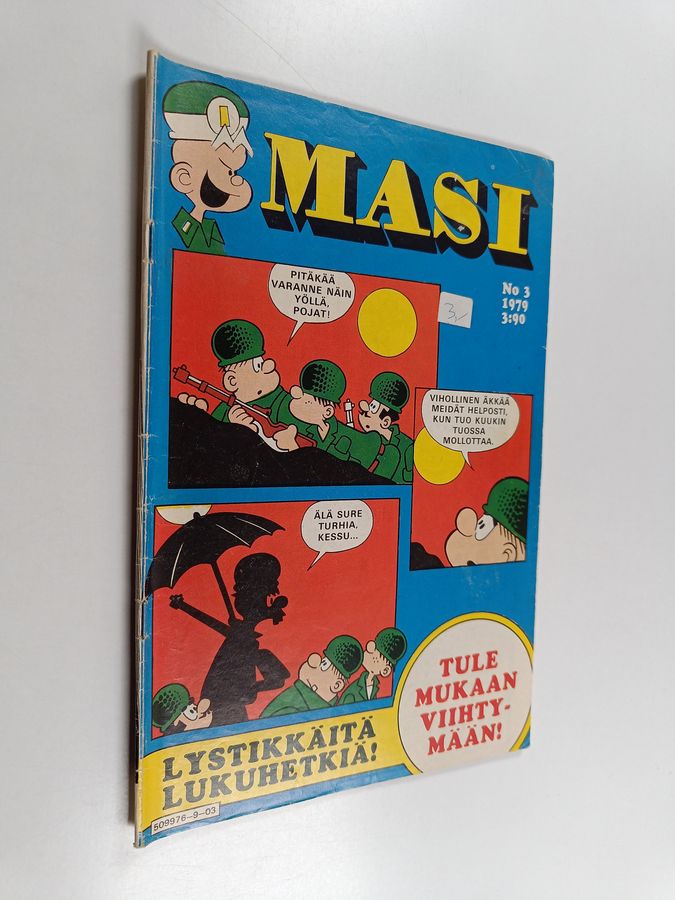 MASI
No 3
1979
3:90
3,-
PITÄKÄÄ
VARANNE NÄIN
YÖLLÄ,
POJAT!
VIHOLLINEN ÄKKÄÄ
MEIDÄT HELPOSTI,
KUN TUO KUUKIN
TUOSSA
MOLLOTTAA.
ÄLÄ SURE
TURHIA,
KESSU...
TULE
MUKAAN
VIIHTY-
MÄÄN!
LYSTIKKÄITÄ
LUKUHETKIÄ!
509976-9-03